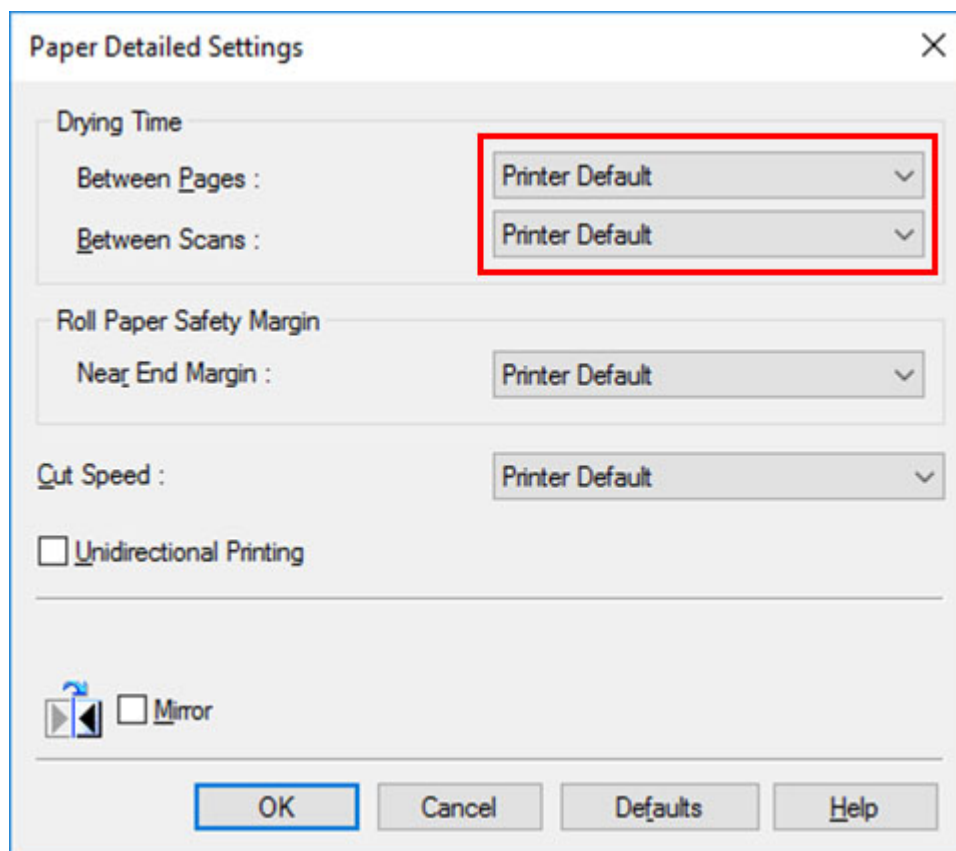 Paper Detailed Settings
Drying Time
Between Pages : Printer Default
Between Scans : Printer Default
Roll Paper Safety Margin
Near End Margin : Printer Default
Cut Speed : Printer Default
Unidirectional Printing
Mirror
OK Cancel Defaults Help